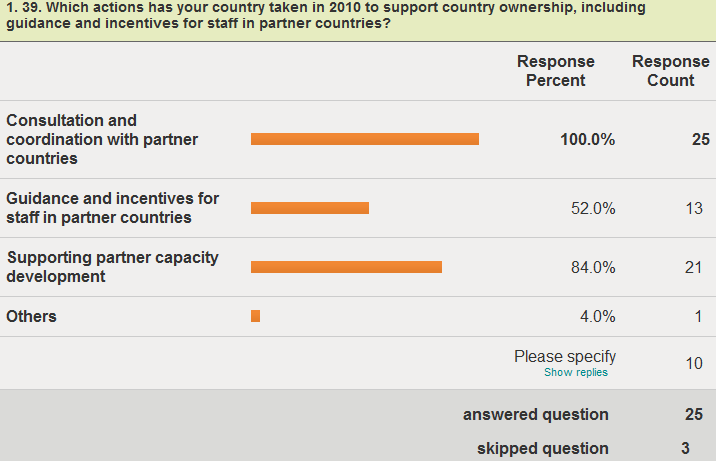 1. 39. Which actions has your country taken in 2010 to support country ownership, including
guidance and incentives for staff in partner countries?
Response Percent
Response Count
Consultation and
coordination with partner
countries
100.0% 25
Guidance and incentives for
staff in partner countries
52.0% 13
Supporting partner capacity
development
84.0% 21
Others 4.0% 1
Please specify 10
Show replies
answered question 25
skipped question 3